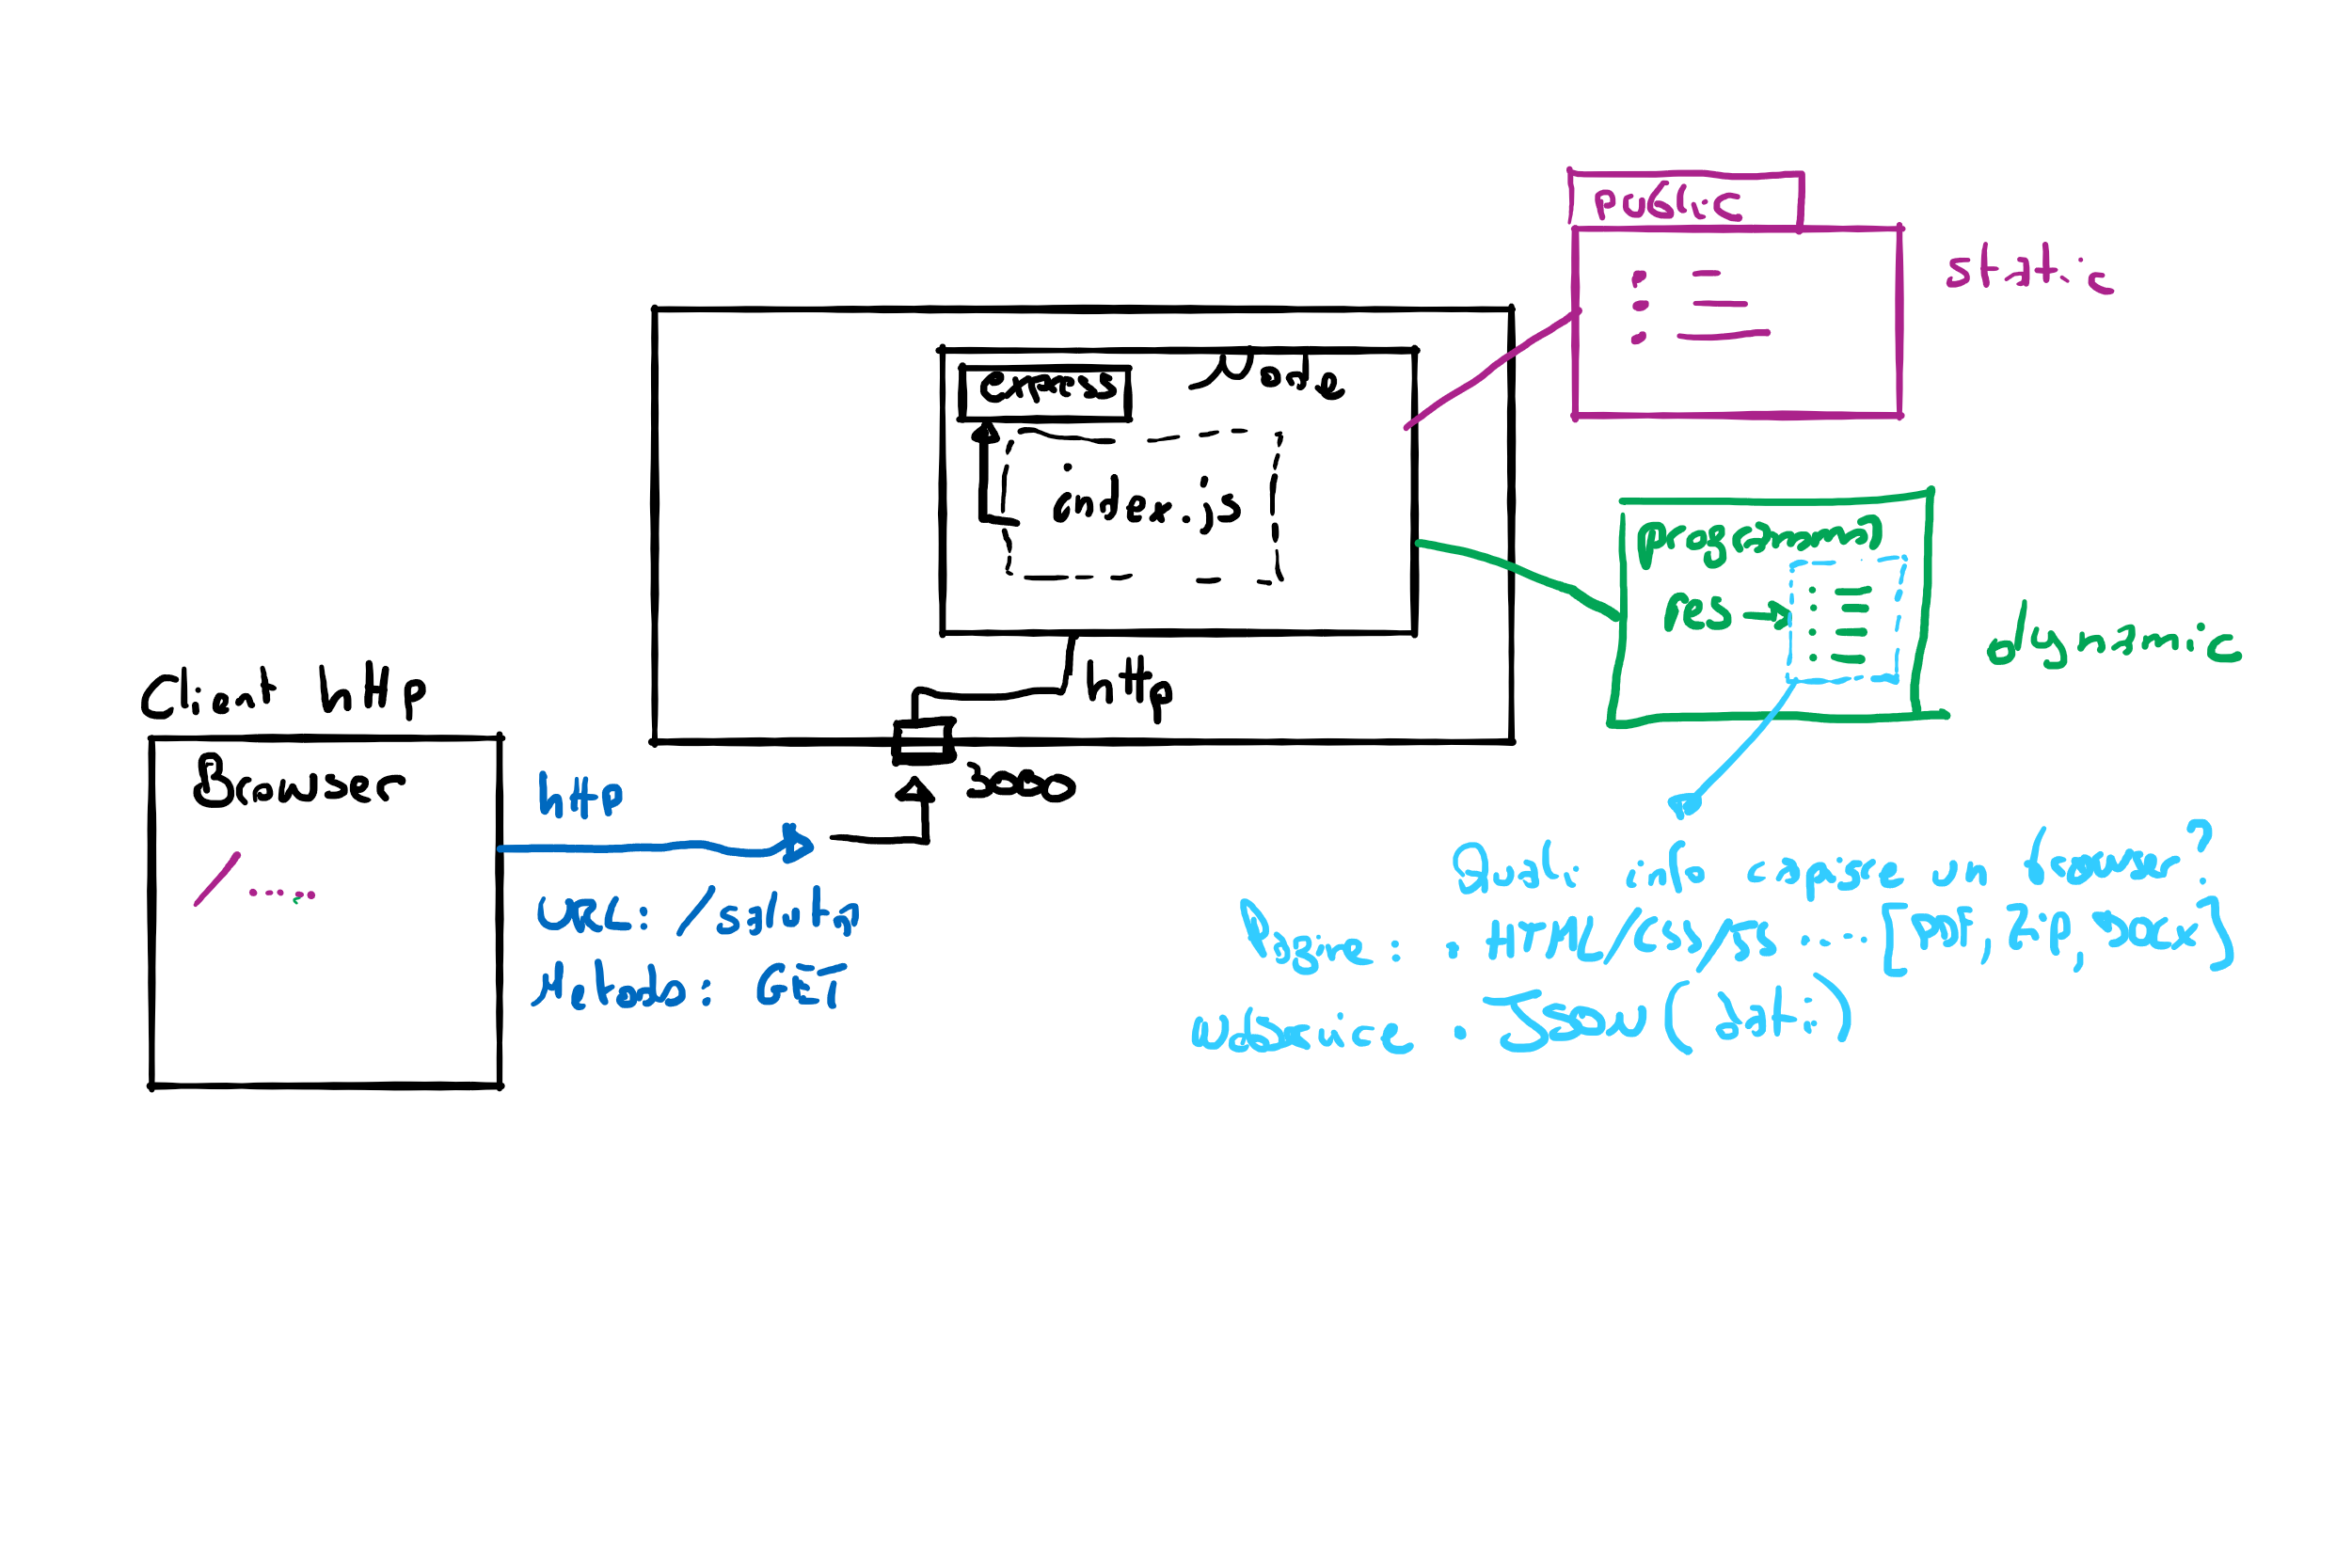 public
static
express
Node
index.js
Programma?
res →
dynamic
Client http
http
3000
Browser
http
/.....
URL: /saluta
Metodo: GET
Quali info capisce un browser?
Pagine: • HTML/CSS/JS .... [PDF, ZIP, Docx]
Webservice • JSON (dati)